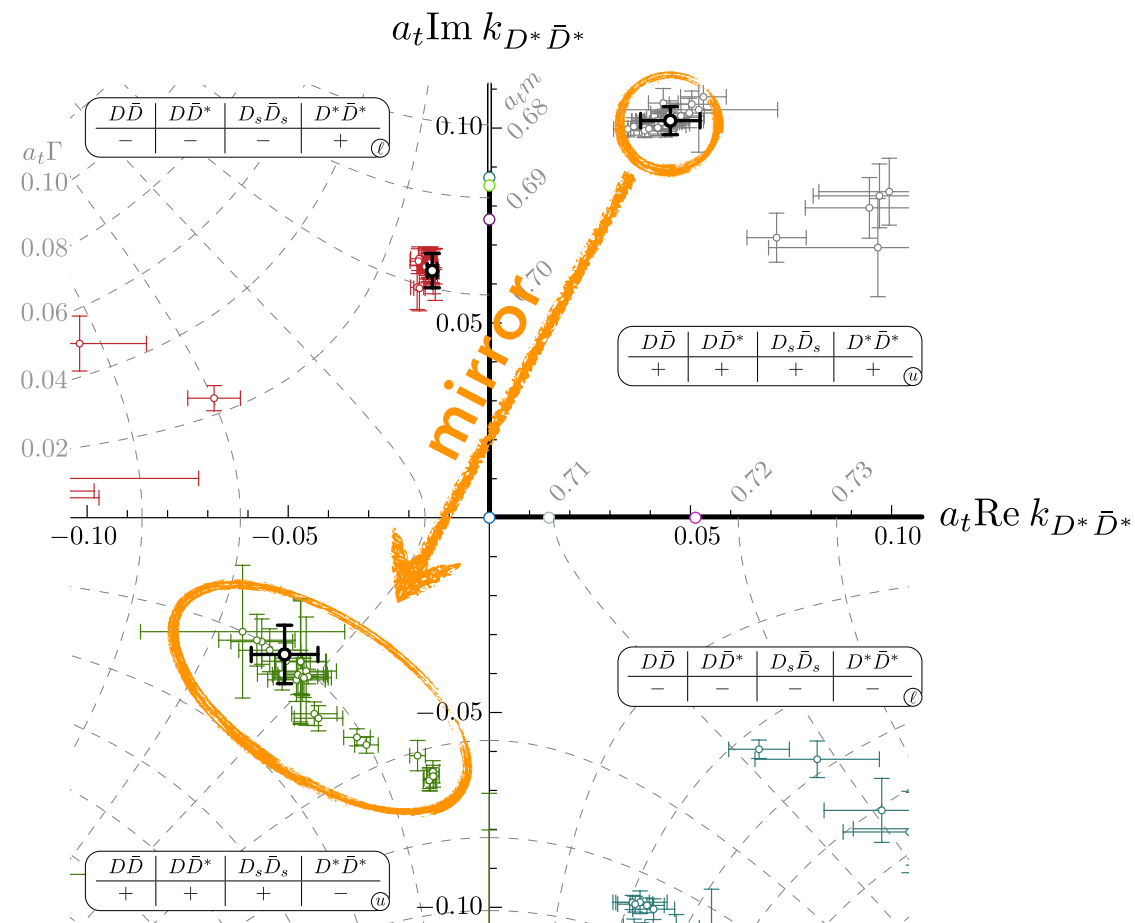 a_t Im k_{D* D̄*}
a_t m
0.68
0.69
0.70
DD̄ DD̄* D_sD̄_s D*D̄*
− − − + ℓ
a_tΓ
0.10
0.08
0.06
0.04
0.02
0.10
0.05
mirror
DD̄ DD̄* D_sD̄_s D*D̄*
+ + + + u
0.71
0.72
0.73
−0.10
−0.05
0.05
0.10
a_t Re k_{D* D̄*}
DD̄ DD̄* D_sD̄_s D*D̄*
− − − − ℓ
−0.05
DD̄ DD̄* D_sD̄_s D*D̄*
+ + + − u
−0.10